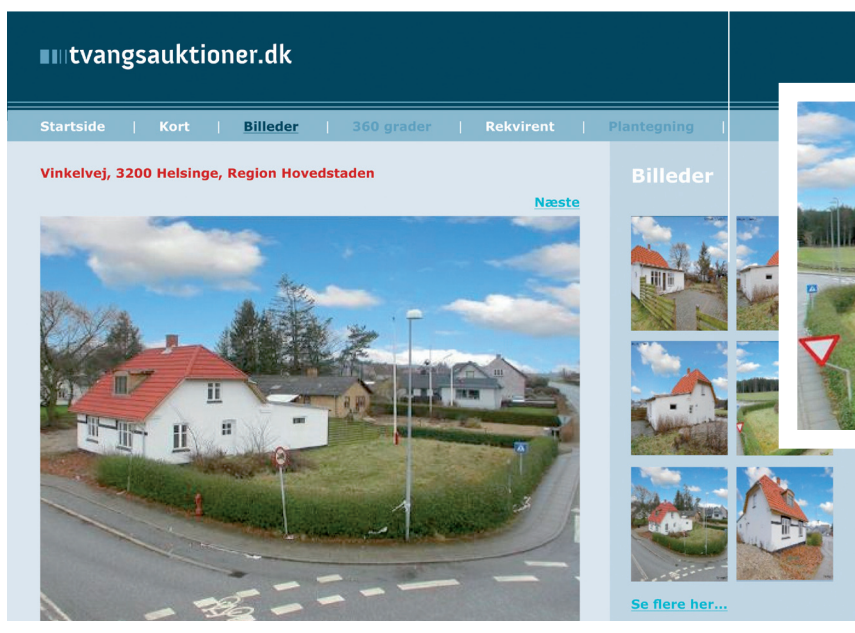 tvangsauktioner.dk
Startside | Kort | Billeder | 360 grader | Rekvirent | Plantegning |
Vinkelvej, 3200 Helsinge, Region Hovedstaden
Næste
Billeder
Se flere her...